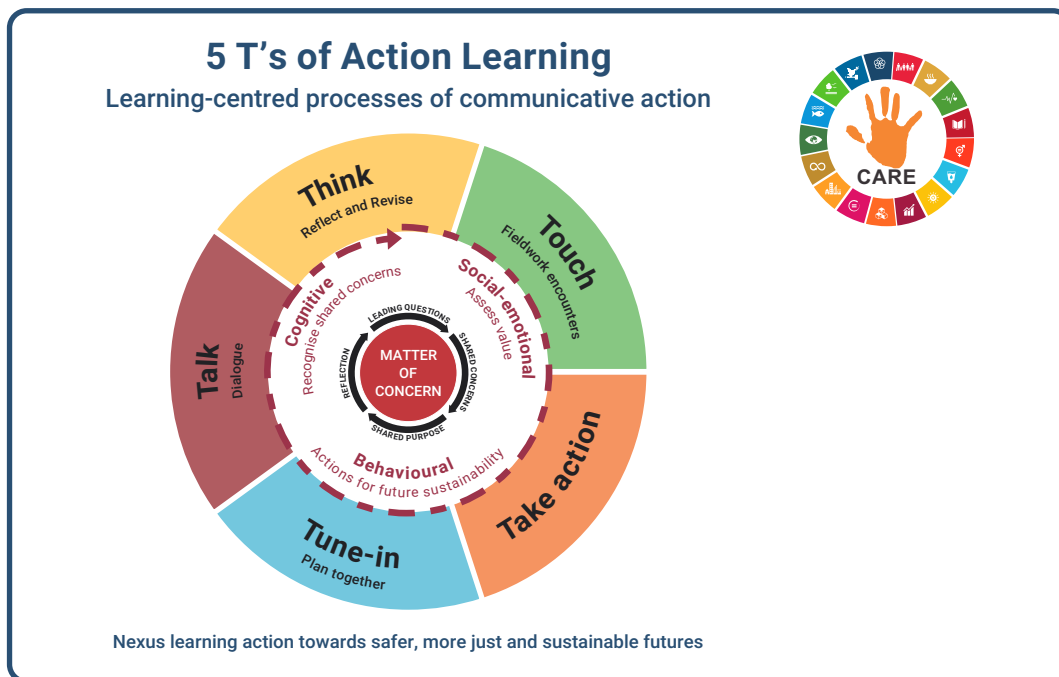 5 T's of Action Learning
Learning-centred processes of communicative action
CARE
Think
Reflect and Revise
Touch
Fieldwork encounters
Take action
Tune-in
Plan together
Talk
Dialogue
Cognitive
Recognise shared concerns
Social-emotional
Assess value
Behavioural
Actions for future sustainability
LEADING QUESTIONS
SHARED CONCERNS
SHARED PURPOSE
REFLECTION
MATTER
OF
CONCERN
Nexus learning action towards safer, more just and sustainable futures